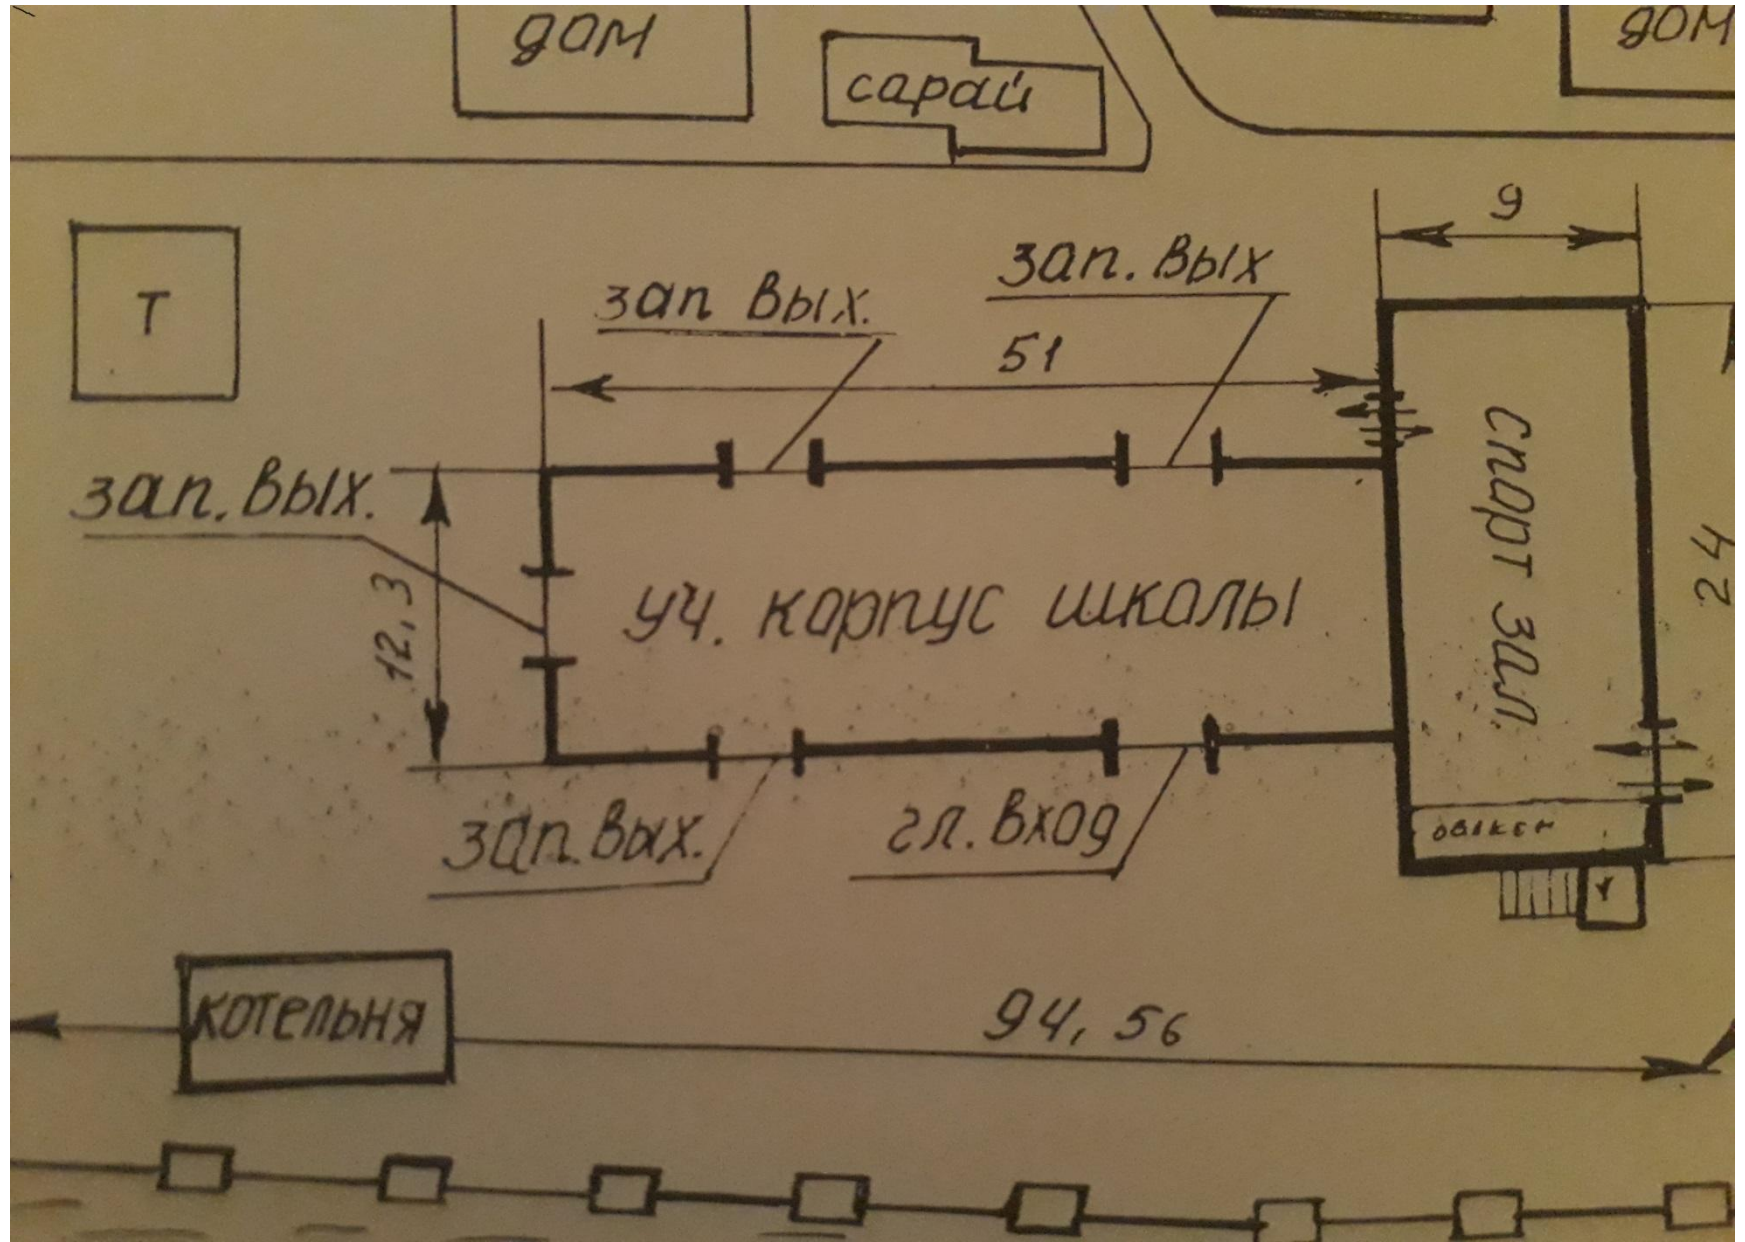 дом
сарай
дом
9
Т
зап вых.
зап. вых
51
зап. вых.
12,3
уч. корпус школы
спорт зал.
24
зап. вых.
гл. вход
котельня
94,56